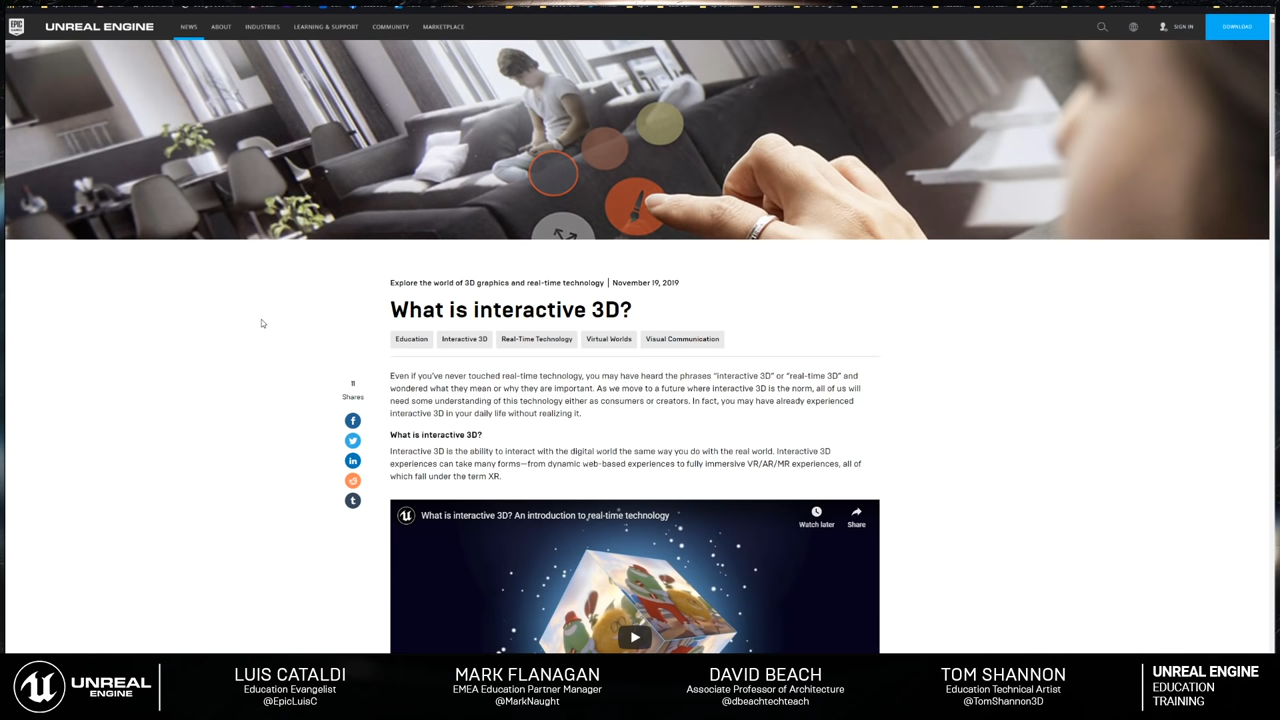 EPIC GAMES
UNREAL ENGINE
NEWS
ABOUT
INDUSTRIES
LEARNING & SUPPORT
COMMUNITY
MARKETPLACE
SIGN IN
DOWNLOAD
Explore the world of 3D graphics and real-time technology | November 19, 2019
What is interactive 3D?
Education
Interactive 3D
Real-Time Technology
Virtual Worlds
Visual Communication
11
Shares
Even if you've never touched real-time technology, you may have heard the phrases "interactive 3D" or "real-time 3D" and
wondered what they mean or why they are important. As we move to a future where interactive 3D is the norm, all of us will
need some understanding of this technology either as consumers or creators. In fact, you may have already experienced
interactive 3D in your daily life without realizing it.
What is interactive 3D?
Interactive 3D is the ability to interact with the digital world the same way you do with the real world. Interactive 3D
experiences can take many forms—from dynamic web-based experiences to fully immersive VR/AR/MR experiences, all of
which fall under the term XR.
What is interactive 3D? An introduction to real-time technology
Watch later
Share
UNREAL
ENGINE
LUIS CATALDI
Education Evangelist
@EpicLuisC
MARK FLANAGAN
EMEA Education Partner Manager
@MarkNaught
DAVID BEACH
Associate Professor of Architecture
@dbeachtechteach
TOM SHANNON
Education Technical Artist
@TomShannon3D
UNREAL ENGINE
EDUCATION
TRAINING